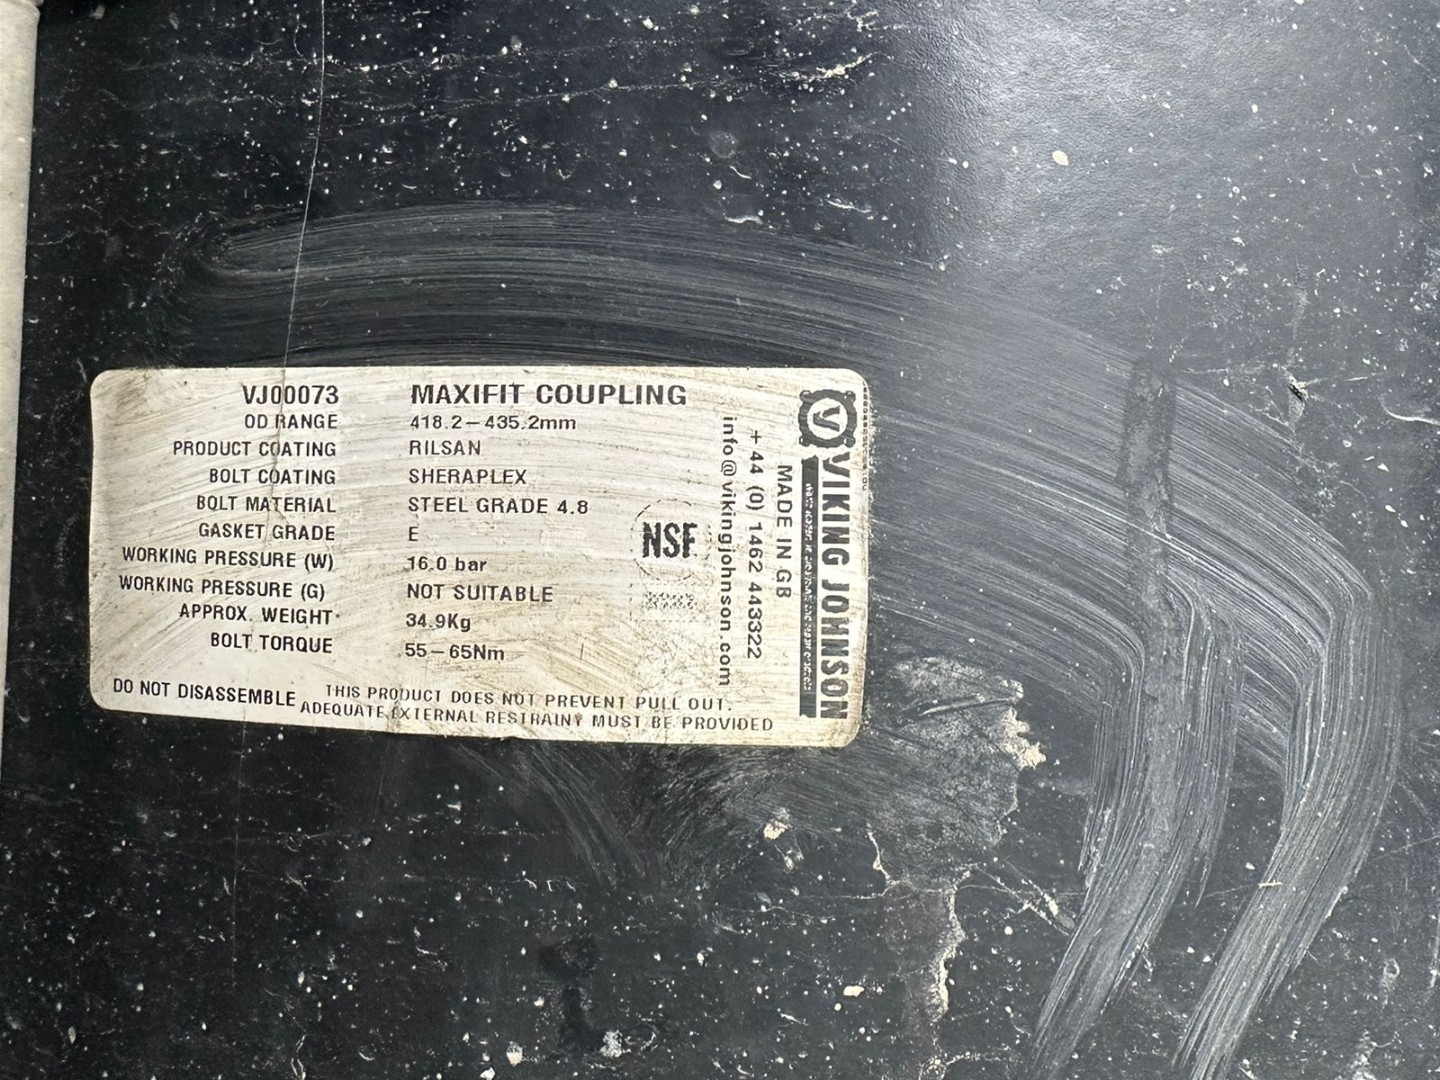 VJ00073 MAXIFIT COUPLING
OD RANGE 418.2–435.2mm
PRODUCT COATING RILSAN
BOLT COATING SHERAPLEX
BOLT MATERIAL STEEL GRADE 4.8
GASKET GRADE E
WORKING PRESSURE (W) 16.0 bar
WORKING PRESSURE (G) NOT SUITABLE
APPROX. WEIGHT 34.9Kg
BOLT TORQUE 55–65Nm
DO NOT DISASSEMBLE
THIS PRODUCT DOES NOT PREVENT PULL OUT.
ADEQUATE EXTERNAL RESTRAINT MUST BE PROVIDED
NSF
VJ
VIKING JOHNSON
MADE IN GB
+44 (0) 1462 443322
info@vikingjohnson.com